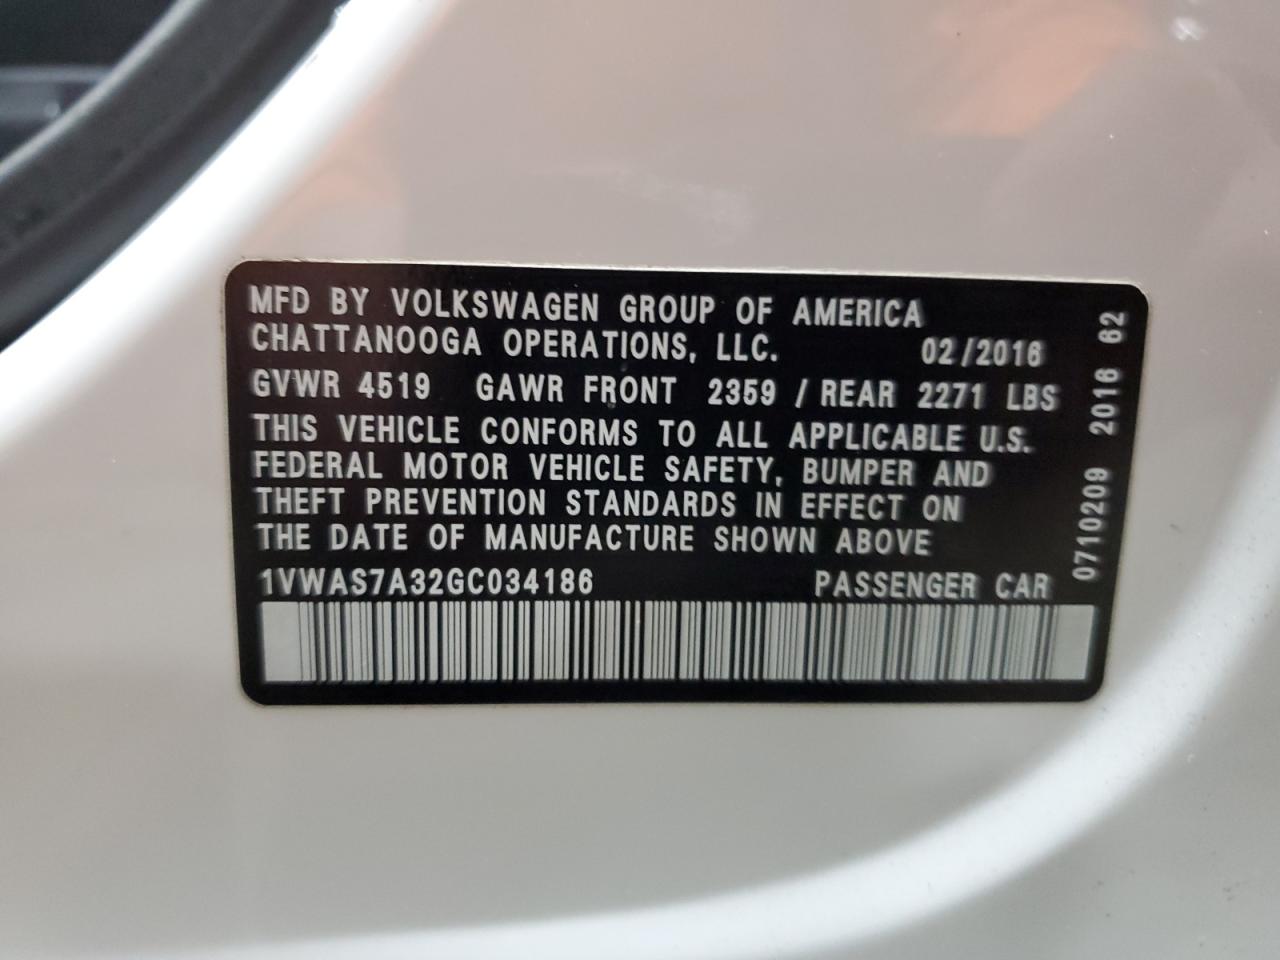 MFD BY VOLKSWAGEN GROUP OF AMERICA
CHATTANOOGA OPERATIONS, LLC. 02/2016
GVWR 4519 GAWR FRONT 2359 / REAR 2271 LBS
THIS VEHICLE CONFORMS TO ALL APPLICABLE U.S.
FEDERAL MOTOR VEHICLE SAFETY, BUMPER AND
THEFT PREVENTION STANDARDS IN EFFECT ON
THE DATE OF MANUFACTURE SHOWN ABOVE
1VWAS7A32GC034186 PASSENGER CAR
0710209 2016 62